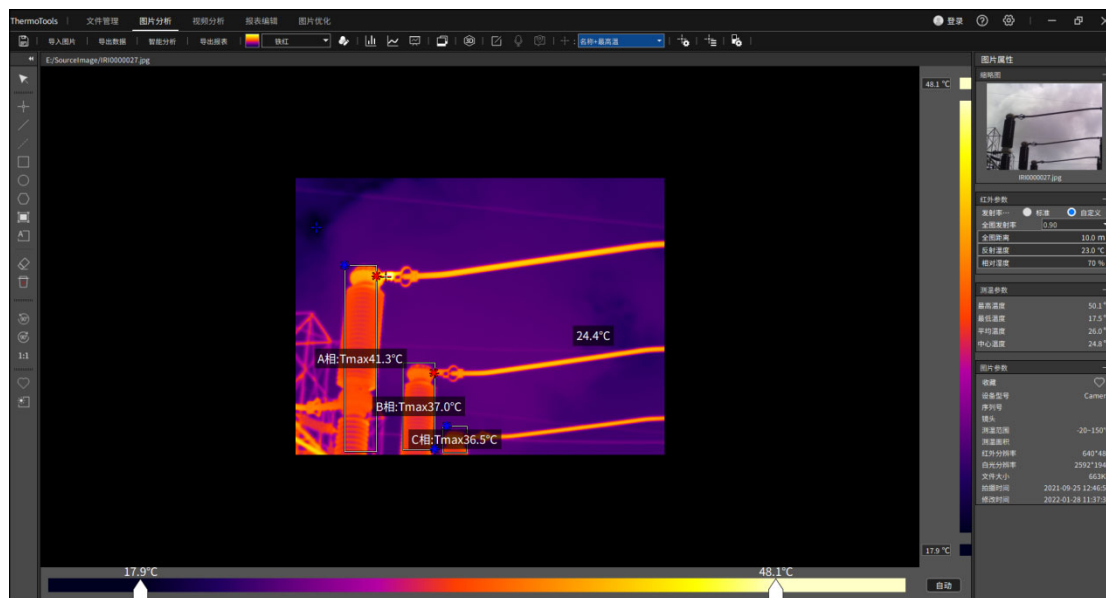 ThermoTools 文件管理 图片分析 视频分析 报表编辑 图片优化 登录
导入图片 导出数据 智能分析 导出报表 铁红 3D 名称+最高温
E:/SourceImage/IRI0000027.jpg
图片属性
缩略图
48.1 °C
IRI0000027.jpg
红外参数
发射率… 标准 自定义
全图发射率 0.90
全图距离 10.0 m
反射温度 23.0 °C
相对湿度 70 %
测温参数
最高温度 50.1°
最低温度 17.5°
平均温度 26.0°
中心温度 24.8°
24.4°C
A相:Tmax41.3°C
B相:Tmax37.0°C
C相:Tmax36.5°C
1:1
图片参数
收藏
设备型号 Camer
序列号
镜头
测温范围 -20~150°
测温面积
红外分辨率 640*48
白光分辨率 2592*194
文件大小 663K
拍摄时间 2021-09-25 12:46:5
修改时间 2022-01-28 11:37:3
17.9 °C
17.9°C 48.1°C
自动